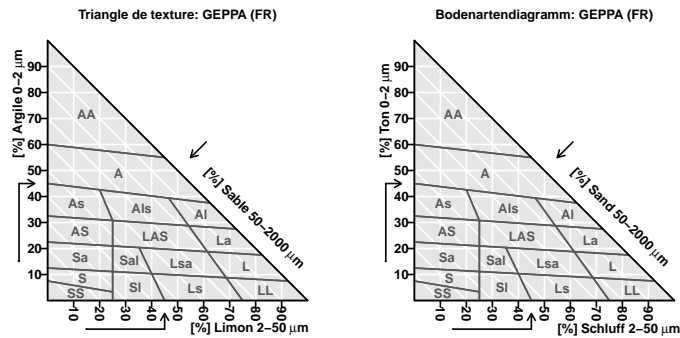 Triangle de texture: GEPPA (FR)
[%] Argile 0−2 µm
90
80
70
60
50
40
30
20
10
AA
A
As
Als
Al
AS
LAS
La
Sa
Sal
Lsa
L
S
SS
Sl
Ls
LL
[%] Sable 50−2000 µm
10
20
30
40
50
60
70
80
90
[%] Limon 2−50 µm
Bodenartendiagramm: GEPPA (FR)
[%] Ton 0−2 µm
90
80
70
60
50
40
30
20
10
AA
A
As
Als
Al
AS
LAS
La
Sa
Sal
Lsa
L
S
SS
Sl
Ls
LL
[%] Sand 50−2000 µm
10
20
30
40
50
60
70
80
90
[%] Schluff 2−50 µm